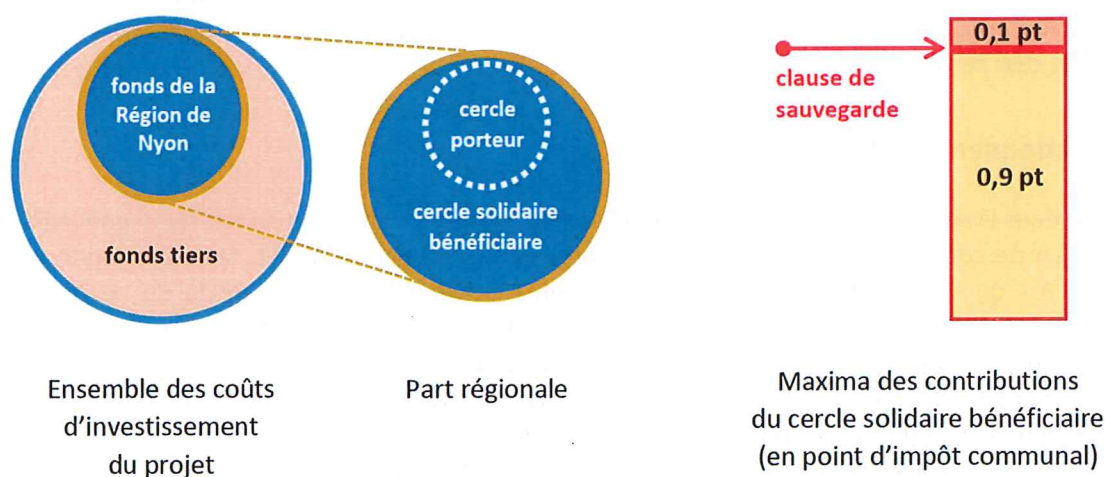 fonds de la
Région de
Nyon
fonds tiers
cercle
porteur
cercle solidaire
bénéficiaire
clause de
sauvegarde
0,1 pt
0,9 pt
Ensemble des coûts
d'investissement
du projet
Part régionale
Maxima des contributions
du cercle solidaire bénéficiaire
(en point d'impôt communal)